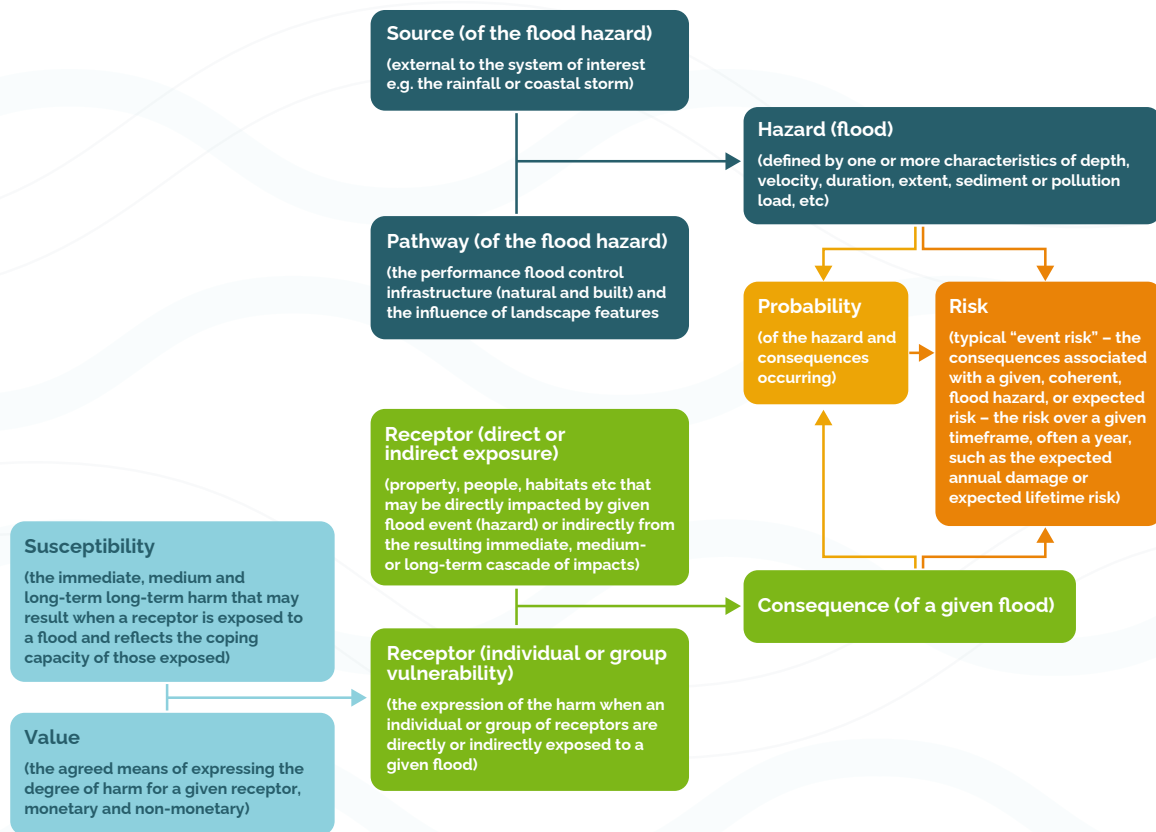 Source (of the flood hazard)
(external to the system of interest
e.g. the rainfall or coastal storm)
Hazard (flood)
(defined by one or more characteristics of depth,
velocity, duration, extent, sediment or pollution
load, etc)
Pathway (of the flood hazard)
(the performance flood control
infrastructure (natural and built) and
the influence of landscape features
Probability
(of the hazard and
consequences
occurring)
Risk
(typical “event risk” – the
consequences associated
with a given, coherent,
flood hazard, or expected
risk – the risk over a given
timeframe, often a year,
such as the expected
annual damage or
expected lifetime risk)
Receptor (direct or
indirect exposure)
(property, people, habitats etc that
may be directly impacted by given
flood event (hazard) or indirectly from
the resulting immediate, medium-
or long-term cascade of impacts)
Susceptibility
(the immediate, medium and
long-term long-term harm that may
result when a receptor is exposed to
a flood and reflects the coping
capacity of those exposed)
Consequence (of a given flood)
Receptor (individual or group
vulnerability)
(the expression of the harm when an
individual or group of receptors are
directly or indirectly exposed to a
given flood)
Value
(the agreed means of expressing the
degree of harm for a given receptor,
monetary and non-monetary)